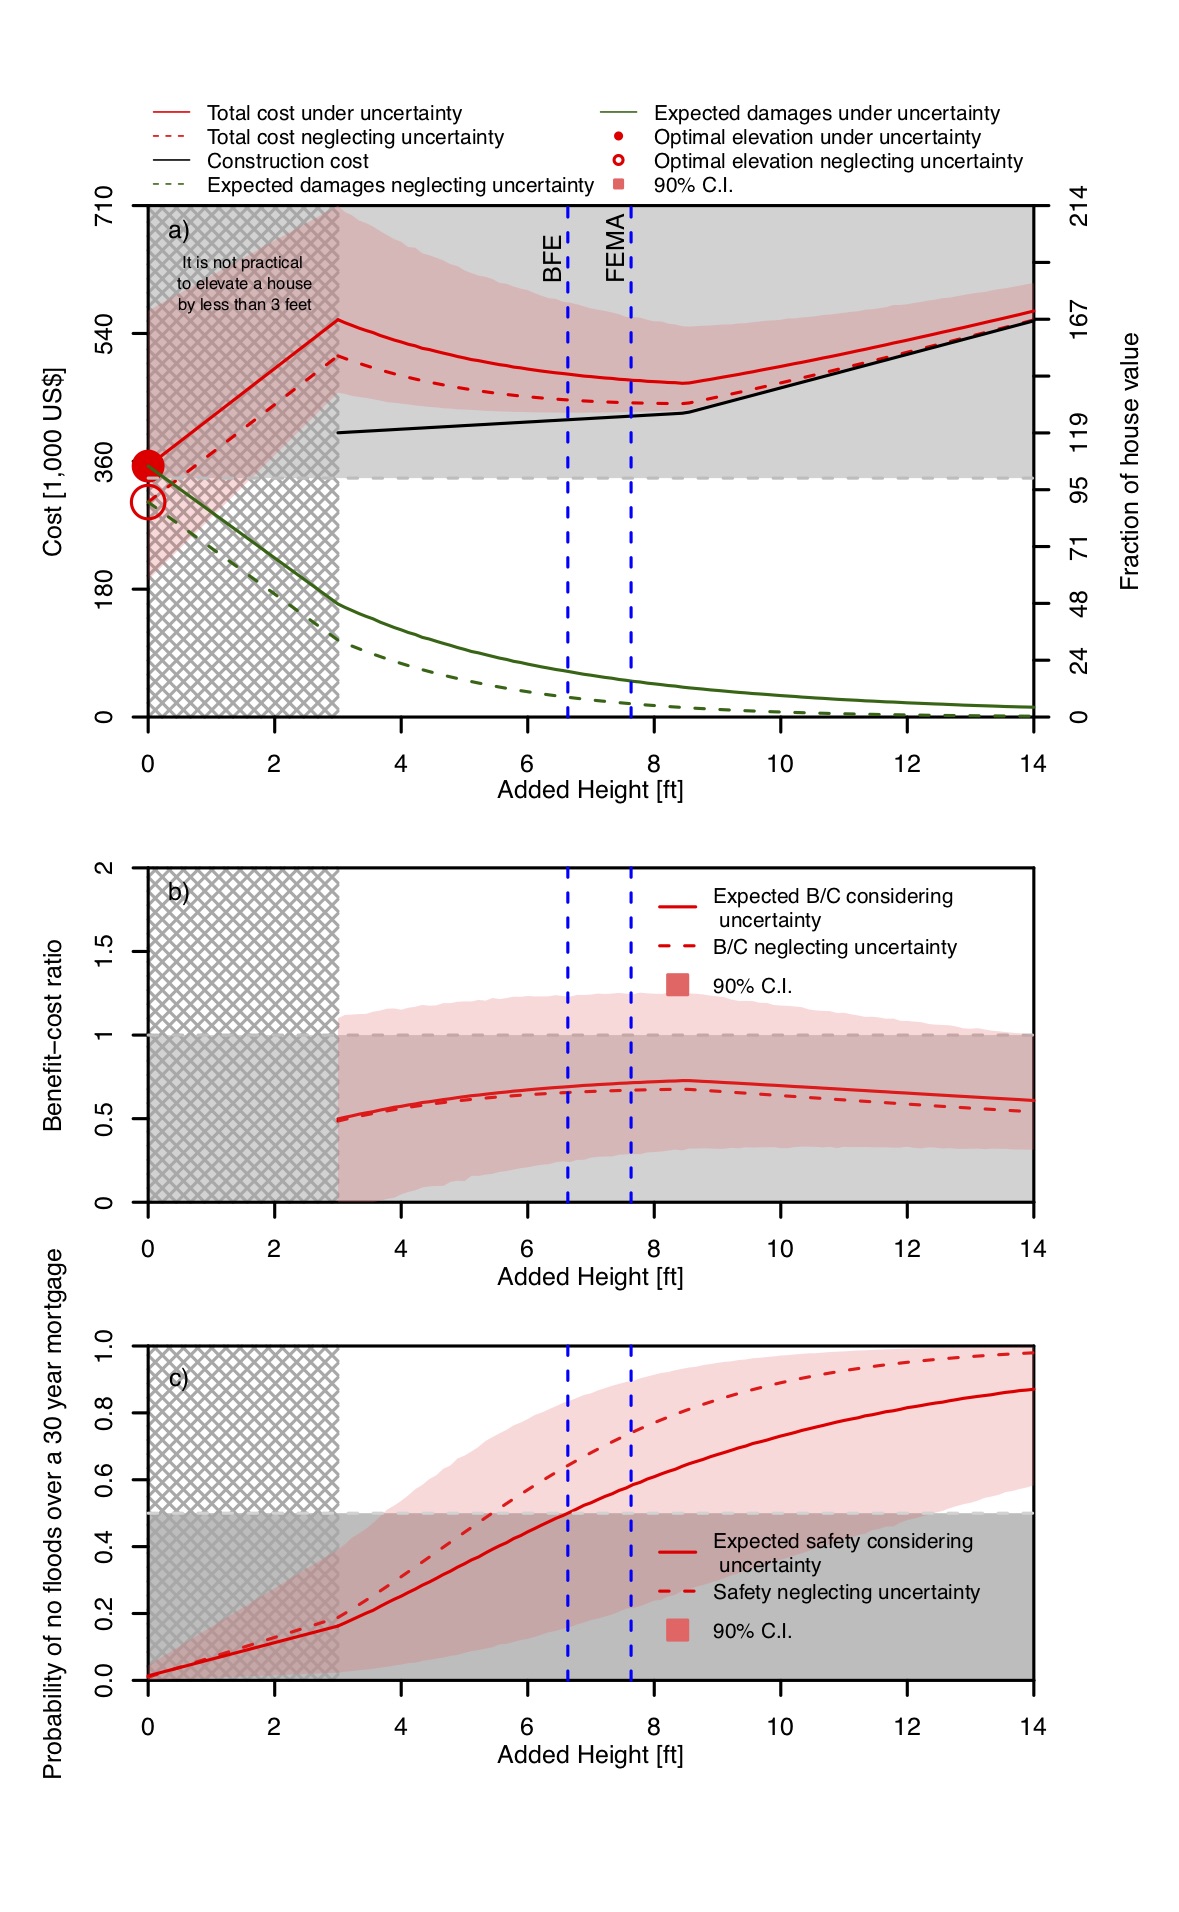 Total cost under uncertainty
Total cost neglecting uncertainty
Construction cost
Expected damages neglecting uncertainty
Expected damages under uncertainty
Optimal elevation under uncertainty
Optimal elevation neglecting uncertainty
90% C.I.
a)
It is not practical
to elevate a house
by less than 3 feet
BFE
FEMA
Cost [1,000 US$]
0 180 360 540 710
Fraction of house value
0 24 48 71 95 119 167 214
0 2 4 6 8 10 12 14
Added Height [ft]
b)
Expected B/C considering
uncertainty
B/C neglecting uncertainty
90% C.I.
Benefit−cost ratio
0 0.5 1 1.5 2
0 2 4 6 8 10 12 14
Added Height [ft]
c)
Expected safety considering
uncertainty
Safety neglecting uncertainty
90% C.I.
Probability of no floods over a 30 year mortgage
0.0 0.2 0.4 0.6 0.8 1.0
0 2 4 6 8 10 12 14
Added Height [ft]